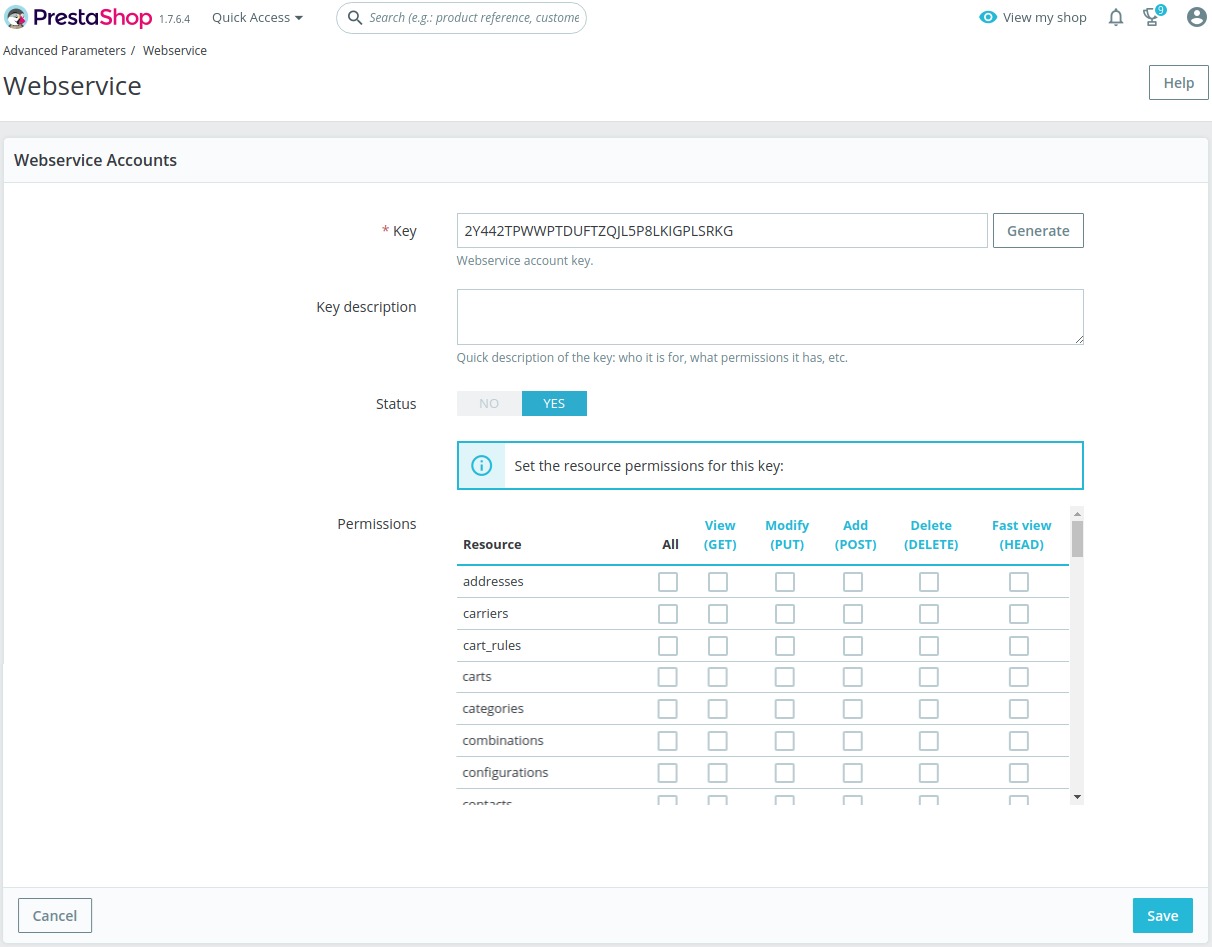 PrestaShop 1.7.6.4 Quick Access Search (e.g.: product reference, custome View my shop 9
Advanced Parameters / Webservice
Webservice
Help
Webservice Accounts
* Key 2Y442TPWWPTDUFTZQJL5P8LKIGPLSRKG Generate
Webservice account key.
Key description
Quick description of the key: who it is for, what permissions it has, etc.
Status NO YES
Set the resource permissions for this key:
Permissions
Resource All View (GET) Modify (PUT) Add (POST) Delete (DELETE) Fast view (HEAD)
addresses
carriers
cart_rules
carts
categories
combinations
configurations
contacts
Cancel Save